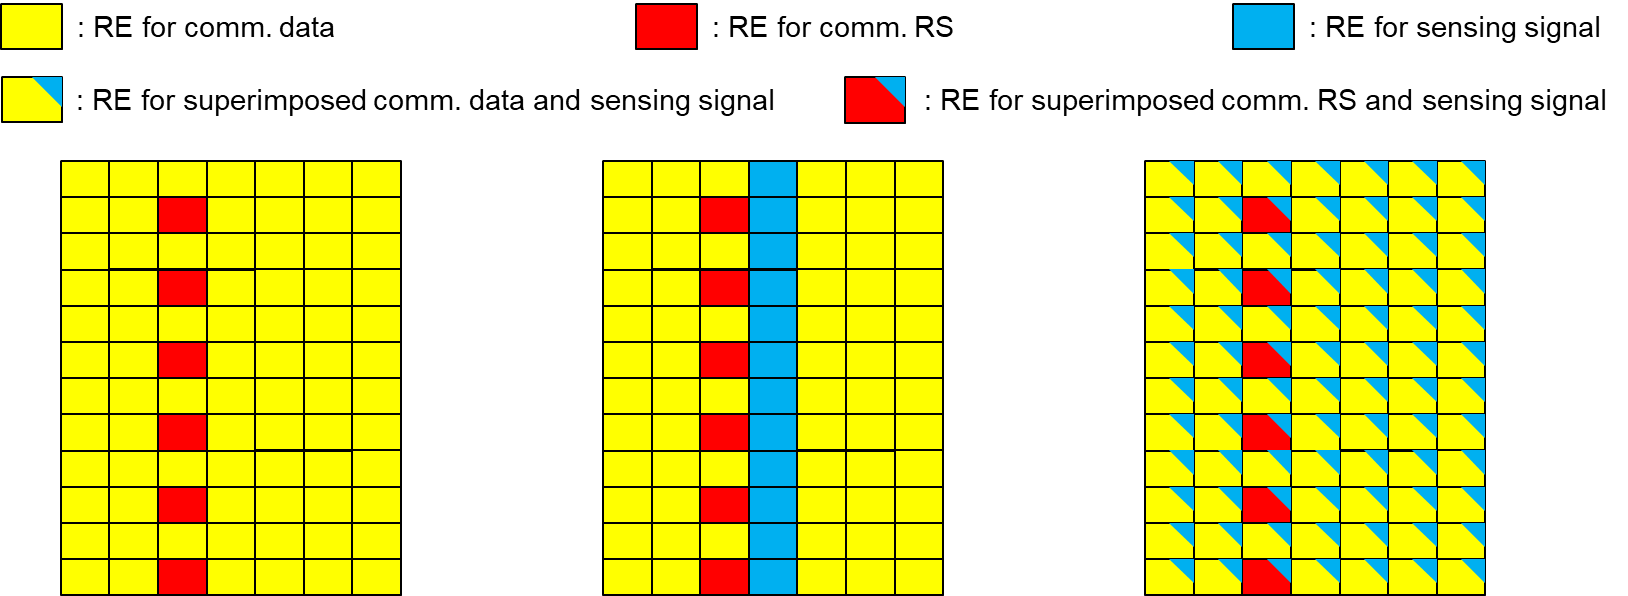 : RE for comm. data
: RE for comm. RS
: RE for sensing signal
: RE for superimposed comm. data and sensing signal
: RE for superimposed comm. RS and sensing signal